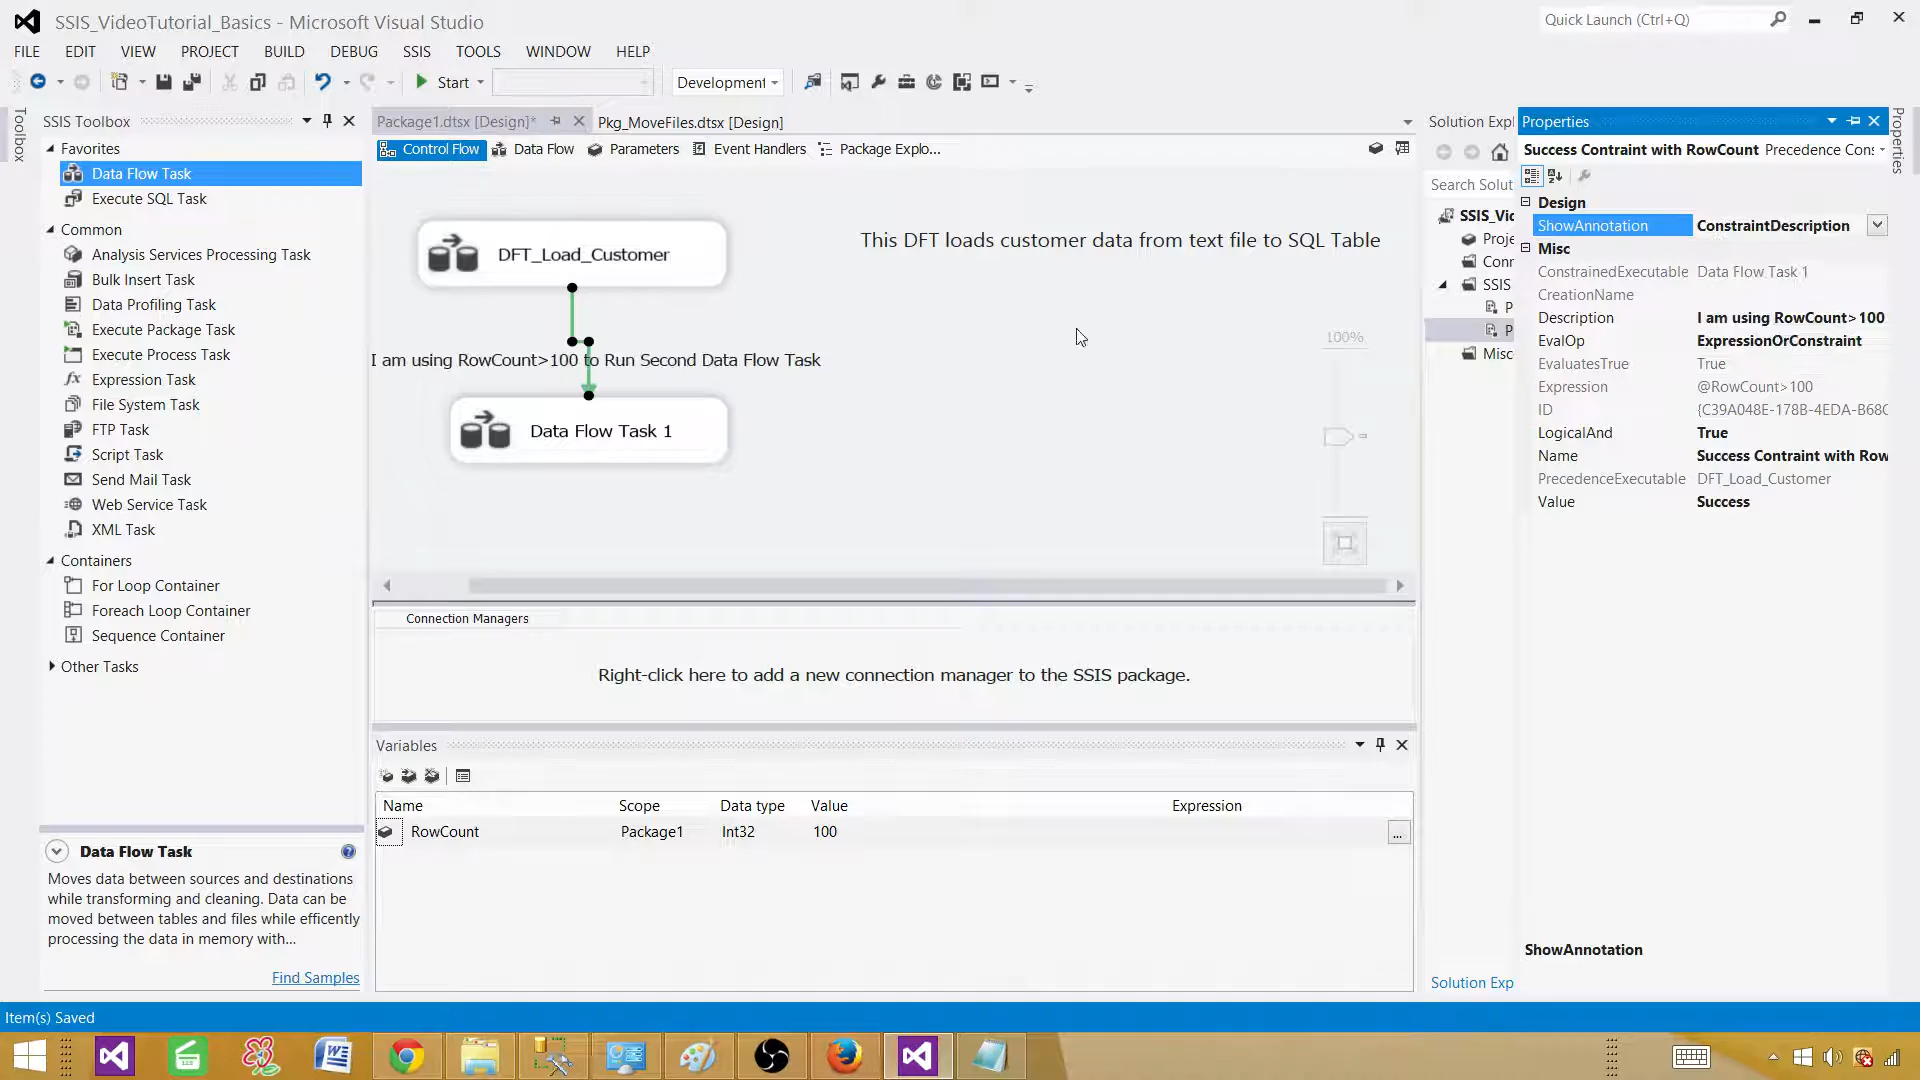 SSIS_VideoTutorial_Basics - Microsoft Visual Studio
Quick Launch (Ctrl+Q)
FILE EDIT VIEW PROJECT BUILD DEBUG SSIS TOOLS WINDOW HELP
Start
Development
Toolbox
SSIS Toolbox
Favorites
Data Flow Task
Execute SQL Task
Common
Analysis Services Processing Task
Bulk Insert Task
Data Profiling Task
Execute Package Task
Execute Process Task
Expression Task
File System Task
FTP Task
Script Task
Send Mail Task
Web Service Task
XML Task
Containers
For Loop Container
Foreach Loop Container
Sequence Container
Other Tasks
Data Flow Task
Moves data between sources and destinations
while transforming and cleaning. Data can be
moved between tables and files while efficently
processing the data in memory with...
Find Samples
Package1.dtsx [Design]*
Pkg_MoveFiles.dtsx [Design]
Control Flow Data Flow Parameters Event Handlers Package Explo...
DFT_Load_Customer
This DFT loads customer data from text file to SQL Table
100%
I am using RowCount>100 to Run Second Data Flow Task
Data Flow Task 1
Connection Managers
Right-click here to add a new connection manager to the SSIS package.
Variables
Name Scope Data type Value Expression
RowCount Package1 Int32 100
...
Solution Expl
Search Solut
SSIS_Vid
Proje
Conn
SSIS
P
P
Misc
Solution Exp
Properties
Success Contraint with RowCount Precedence Con
Design
ShowAnnotation ConstraintDescription
Misc
ConstrainedExecutable Data Flow Task 1
CreationName
Description I am using RowCount>100
EvalOp ExpressionOrConstraint
EvaluatesTrue True
Expression @RowCount>100
ID {C39A048E-178B-4EDA-B68C
LogicalAnd True
Name Success Contraint with Row
PrecedenceExecutable DFT_Load_Customer
Value Success
ShowAnnotation
Properties
Item(s) Saved